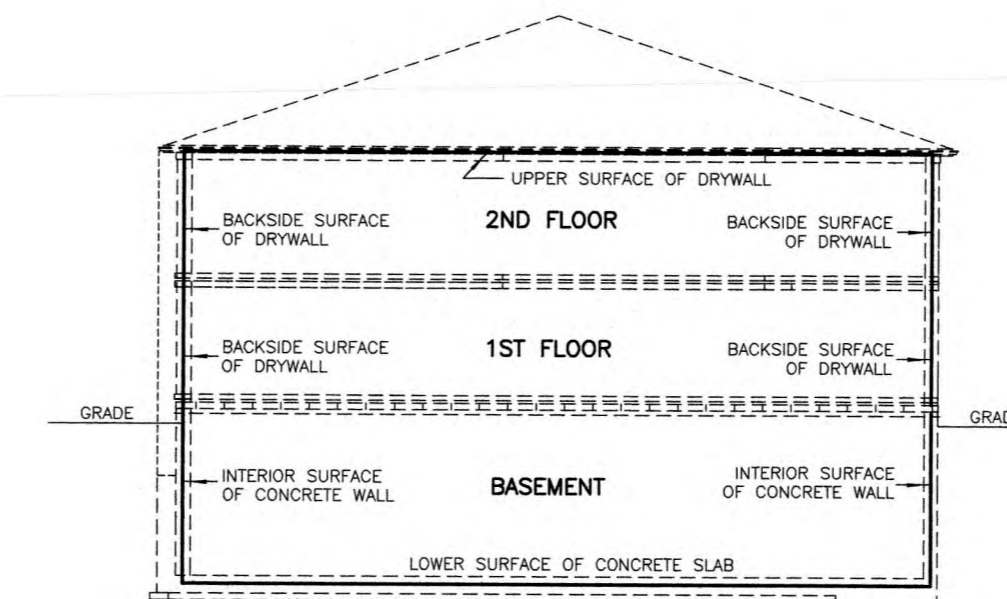 UPPER SURFACE OF DRYWALL
BACKSIDE SURFACE
OF DRYWALL
2ND FLOOR
BACKSIDE SURFACE
OF DRYWALL
BACKSIDE SURFACE
OF DRYWALL
1ST FLOOR
BACKSIDE SURFACE
OF DRYWALL
GRADE
GRAD
INTERIOR SURFACE
OF CONCRETE WALL
BASEMENT
INTERIOR SURFACE
OF CONCRETE WALL
LOWER SURFACE OF CONCRETE SLAB